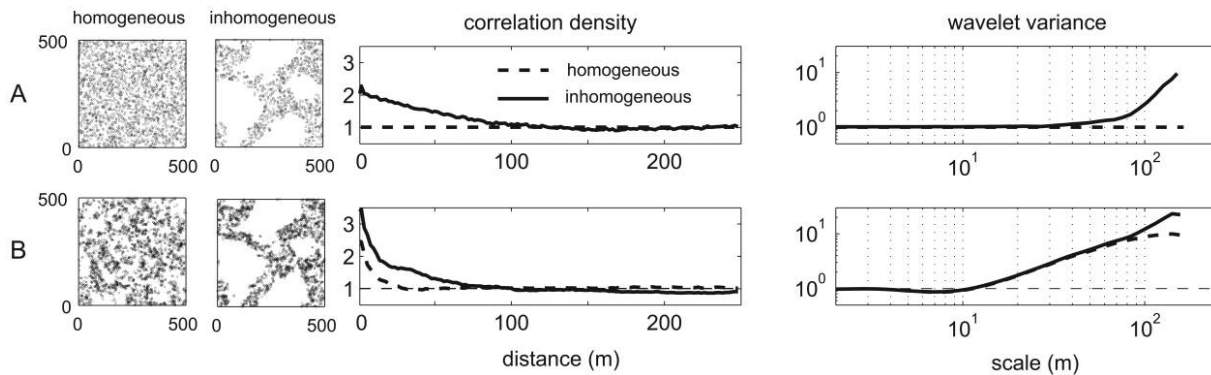 homogeneous inhomogeneous correlation density wavelet variance
500
A
0
0 500 0 500
3
2
1
0 100 200
homogeneous
inhomogeneous
10^1
10^0
10^1 10^2
500
B
0
0 500 0 500
3
2
1
0 100 200
distance (m)
10^1
10^0
10^1 10^2
scale (m)